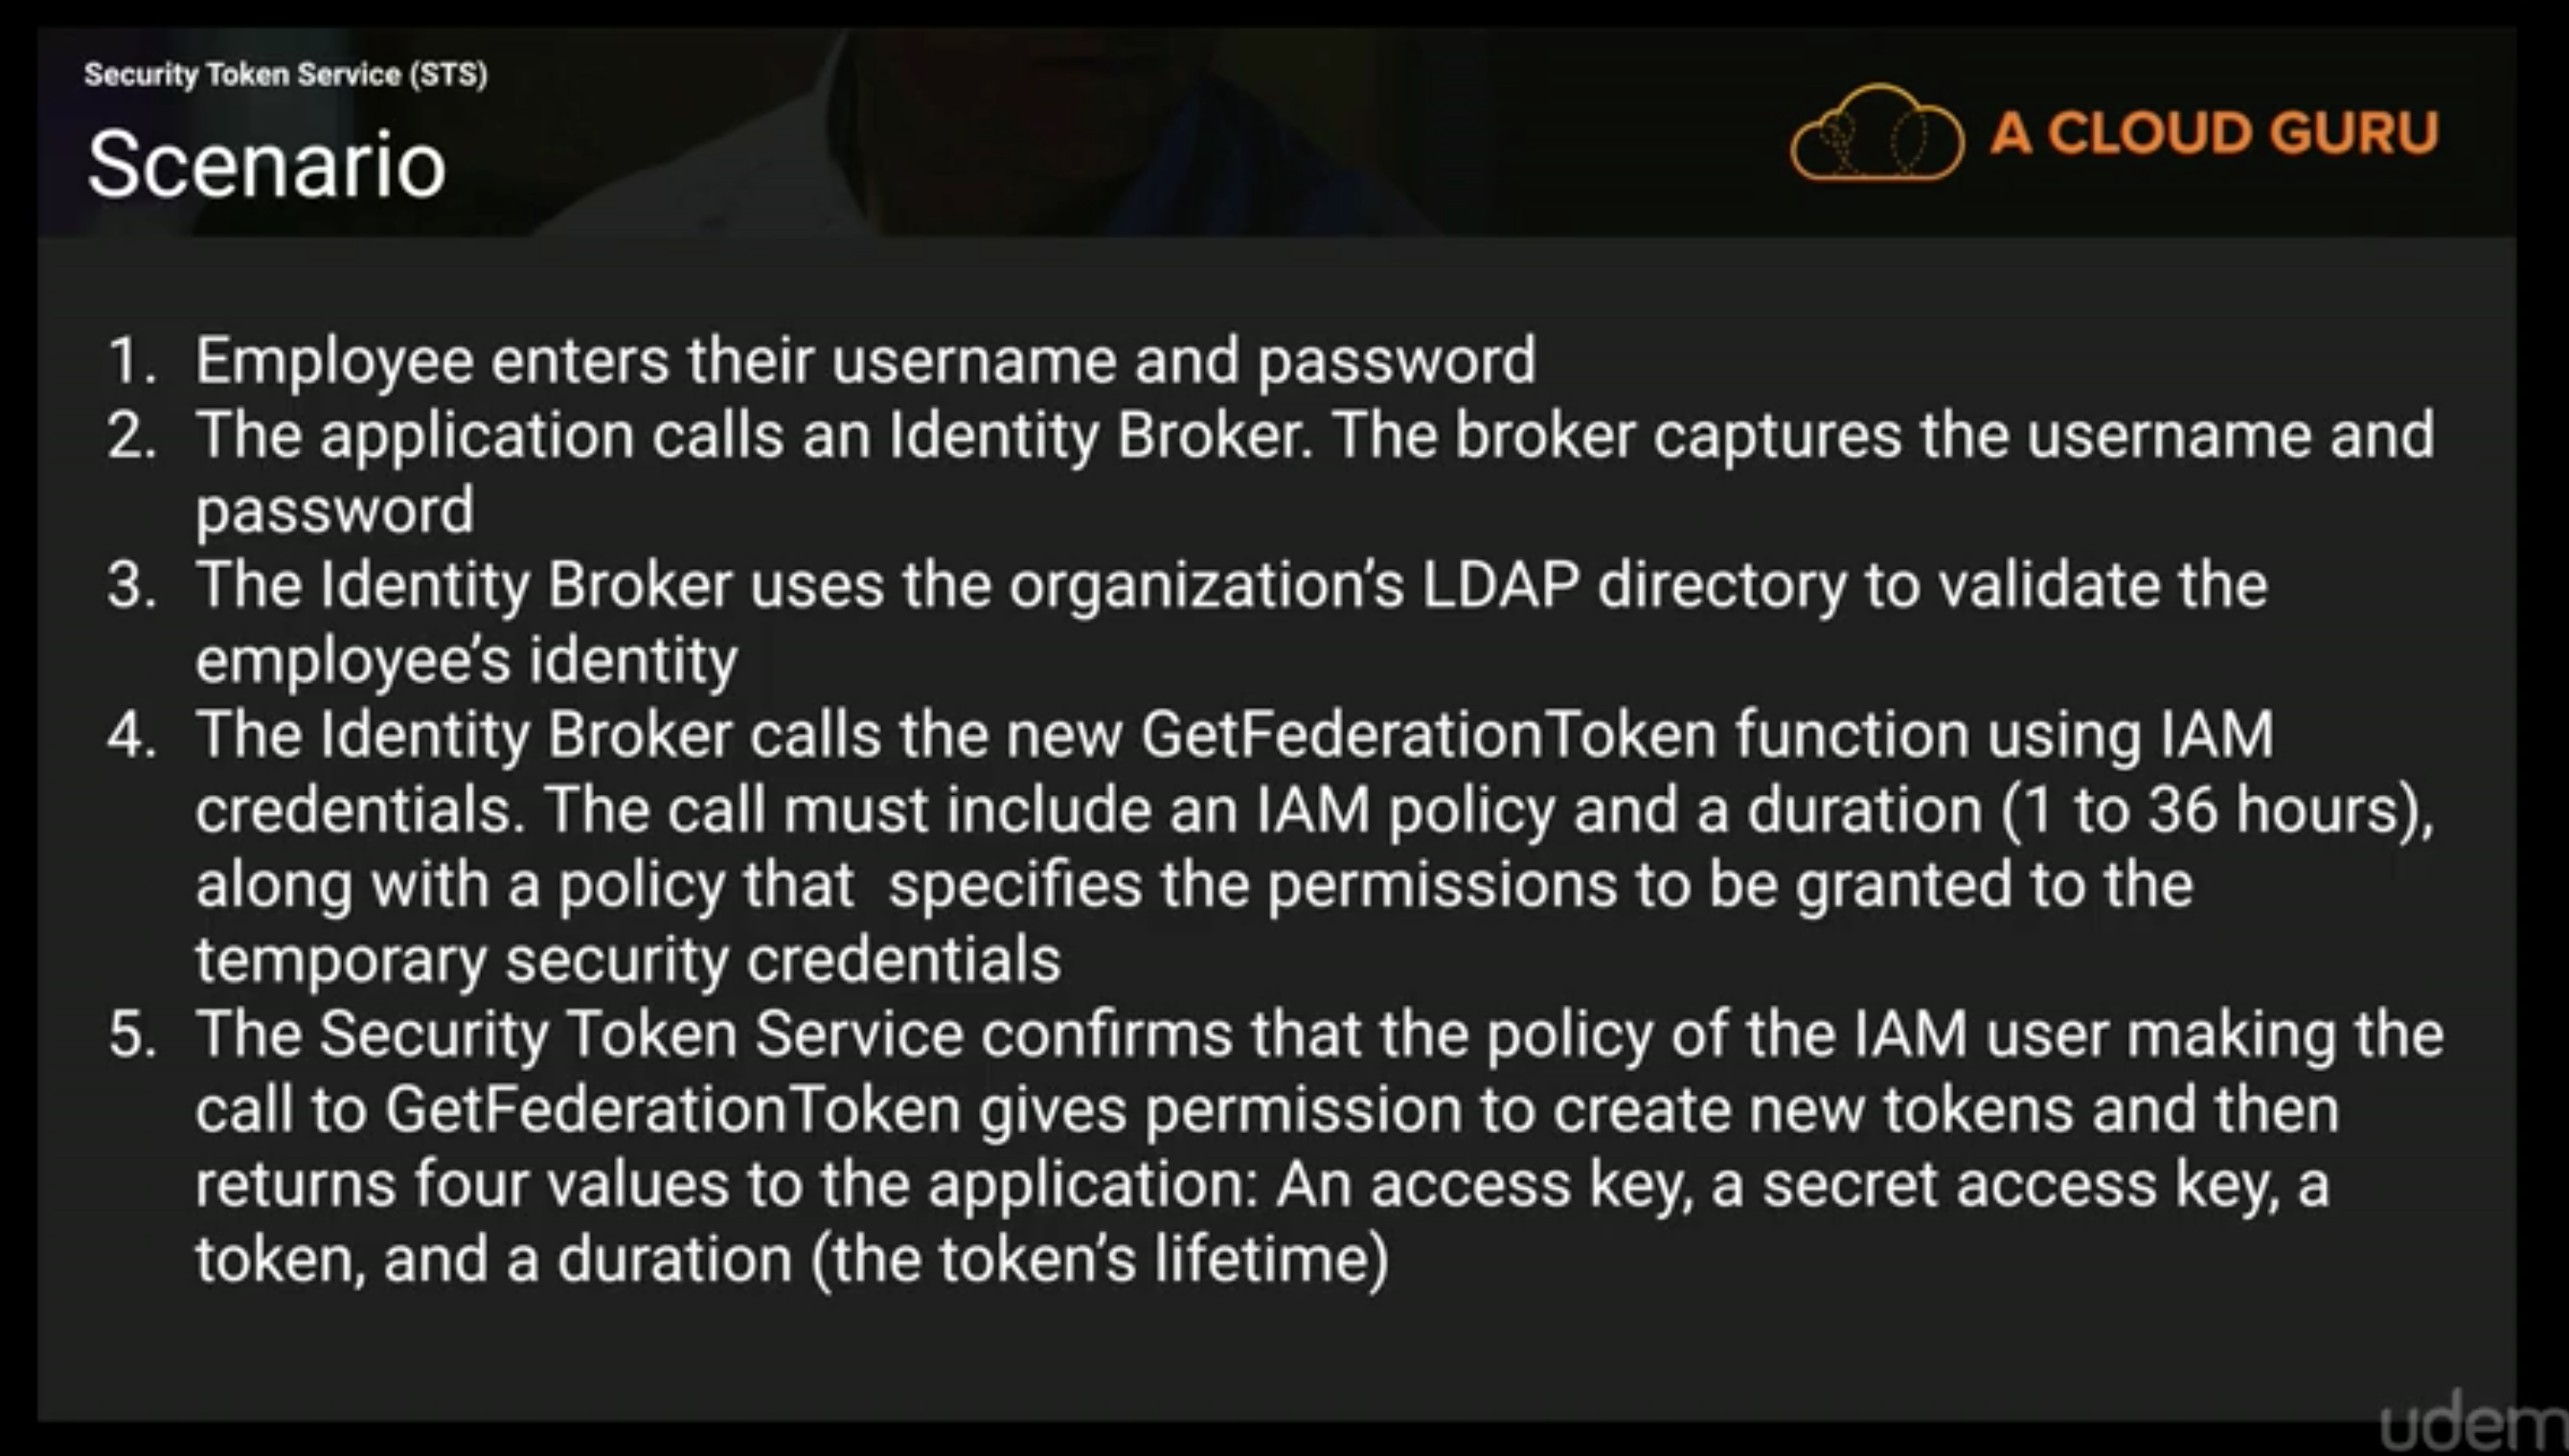 Security Token Service (STS)
Scenario
A CLOUD GURU
1. Employee enters their username and password
2. The application calls an Identity Broker. The broker captures the username and
password
3. The Identity Broker uses the organization’s LDAP directory to validate the
employee’s identity
4. The Identity Broker calls the new GetFederationToken function using IAM
credentials. The call must include an IAM policy and a duration (1 to 36 hours),
along with a policy that  specifies the permissions to be granted to the
temporary security credentials
5. The Security Token Service confirms that the policy of the IAM user making the
call to GetFederationToken gives permission to create new tokens and then
returns four values to the application: An access key, a secret access key, a
token, and a duration (the token’s lifetime)
udem